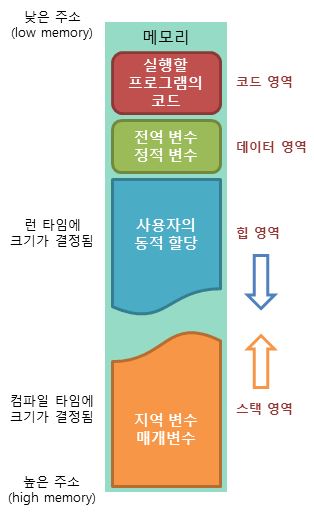 낮은 주소
(low memory)
메모리
실행할
프로그램의
코드
코드 영역
전역 변수
정적 변수
데이터 영역
런 타임에
크기가 결정됨
사용자의
동적 할당
힙 영역
컴파일 타임에
크기가 결정됨
지역 변수
매개변수
스택 영역
높은 주소
(high memory)